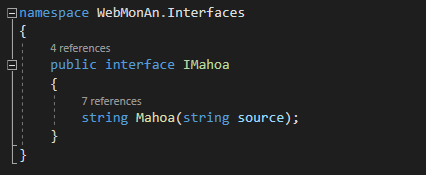 namespace WebMonAn.Interfaces
{
4 references
public interface IMahoa
{
7 references
string Mahoa(string source);
}
}